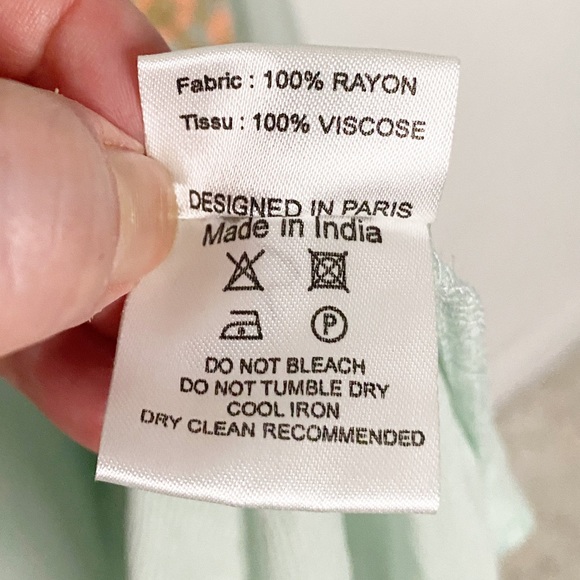 Fabric : 100% RAYON
Tissu : 100% VISCOSE
DESIGNED IN PARIS
Made in India
P
DO NOT BLEACH
DO NOT TUMBLE DRY
COOL IRON
DRY CLEAN RECOMMENDED